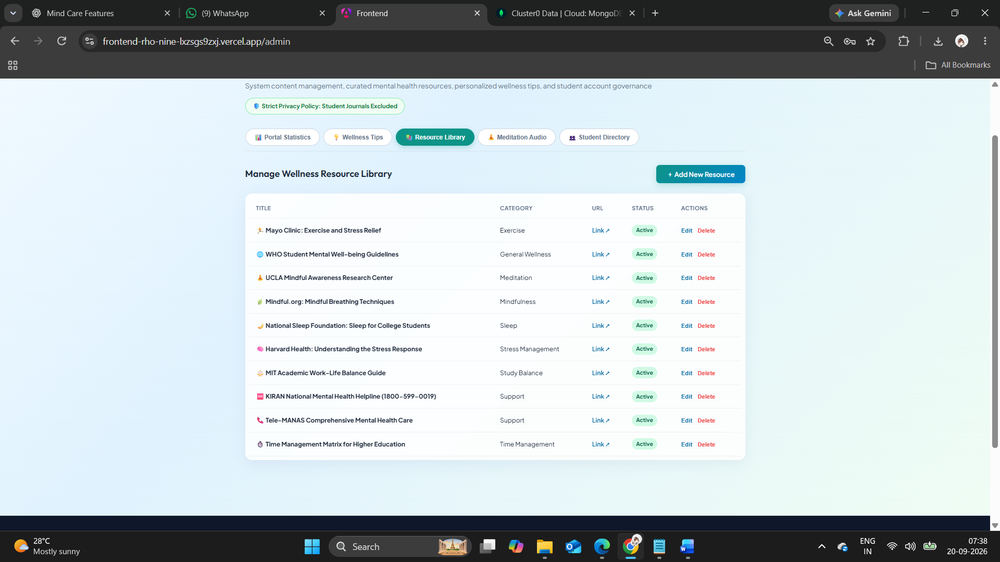 Mind Care Features
(9) WhatsApp
Frontend
Cluster0 Data | Cloud: MongoDB
Ask Gemini
frontend-rho-nine-lxzsgs9zxj.vercel.app/admin
All Bookmarks
System content management, curated mental health resources, personalized wellness tips, and student account governance
Strict Privacy Policy: Student Journals Excluded
Portal Statistics
Wellness Tips
Resource Library
Meditation Audio
Student Directory
Manage Wellness Resource Library
+ Add New Resource
TITLE CATEGORY URL STATUS ACTIONS
Mayo Clinic: Exercise and Stress Relief Exercise Link↗ Active Edit Delete
WHO Student Mental Well-being Guidelines General Wellness Link↗ Active Edit Delete
UCLA Mindful Awareness Research Center Meditation Link↗ Active Edit Delete
Mindful.org: Mindful Breathing Techniques Mindfulness Link↗ Active Edit Delete
National Sleep Foundation: Sleep for College Students Sleep Link↗ Active Edit Delete
Harvard Health: Understanding the Stress Response Stress Management Link↗ Active Edit Delete
MIT Academic Work-Life Balance Guide Study Balance Link↗ Active Edit Delete
SOS KIRAN National Mental Health Helpline (1800-599-0019) Support Link↗ Active Edit Delete
Tele-MANAS Comprehensive Mental Health Care Support Link↗ Active Edit Delete
Time Management Matrix for Higher Education Time Management Link↗ Active Edit Delete
28°C
Mostly sunny
Search
ENG
IN
07:38
20-09-2026